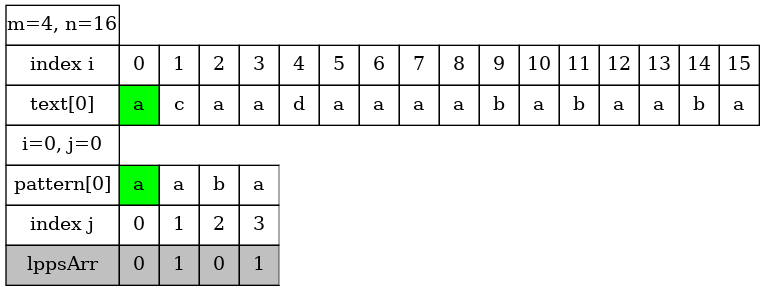 m=4, n=16
index i 0 1 2 3 4 5 6 7 8 9 10 11 12 13 14 15
text[0] a c a a d a a a a b a b a a b a
i=0, j=0
pattern[0] a a b a
index j 0 1 2 3
lppsArr 0 1 0 1